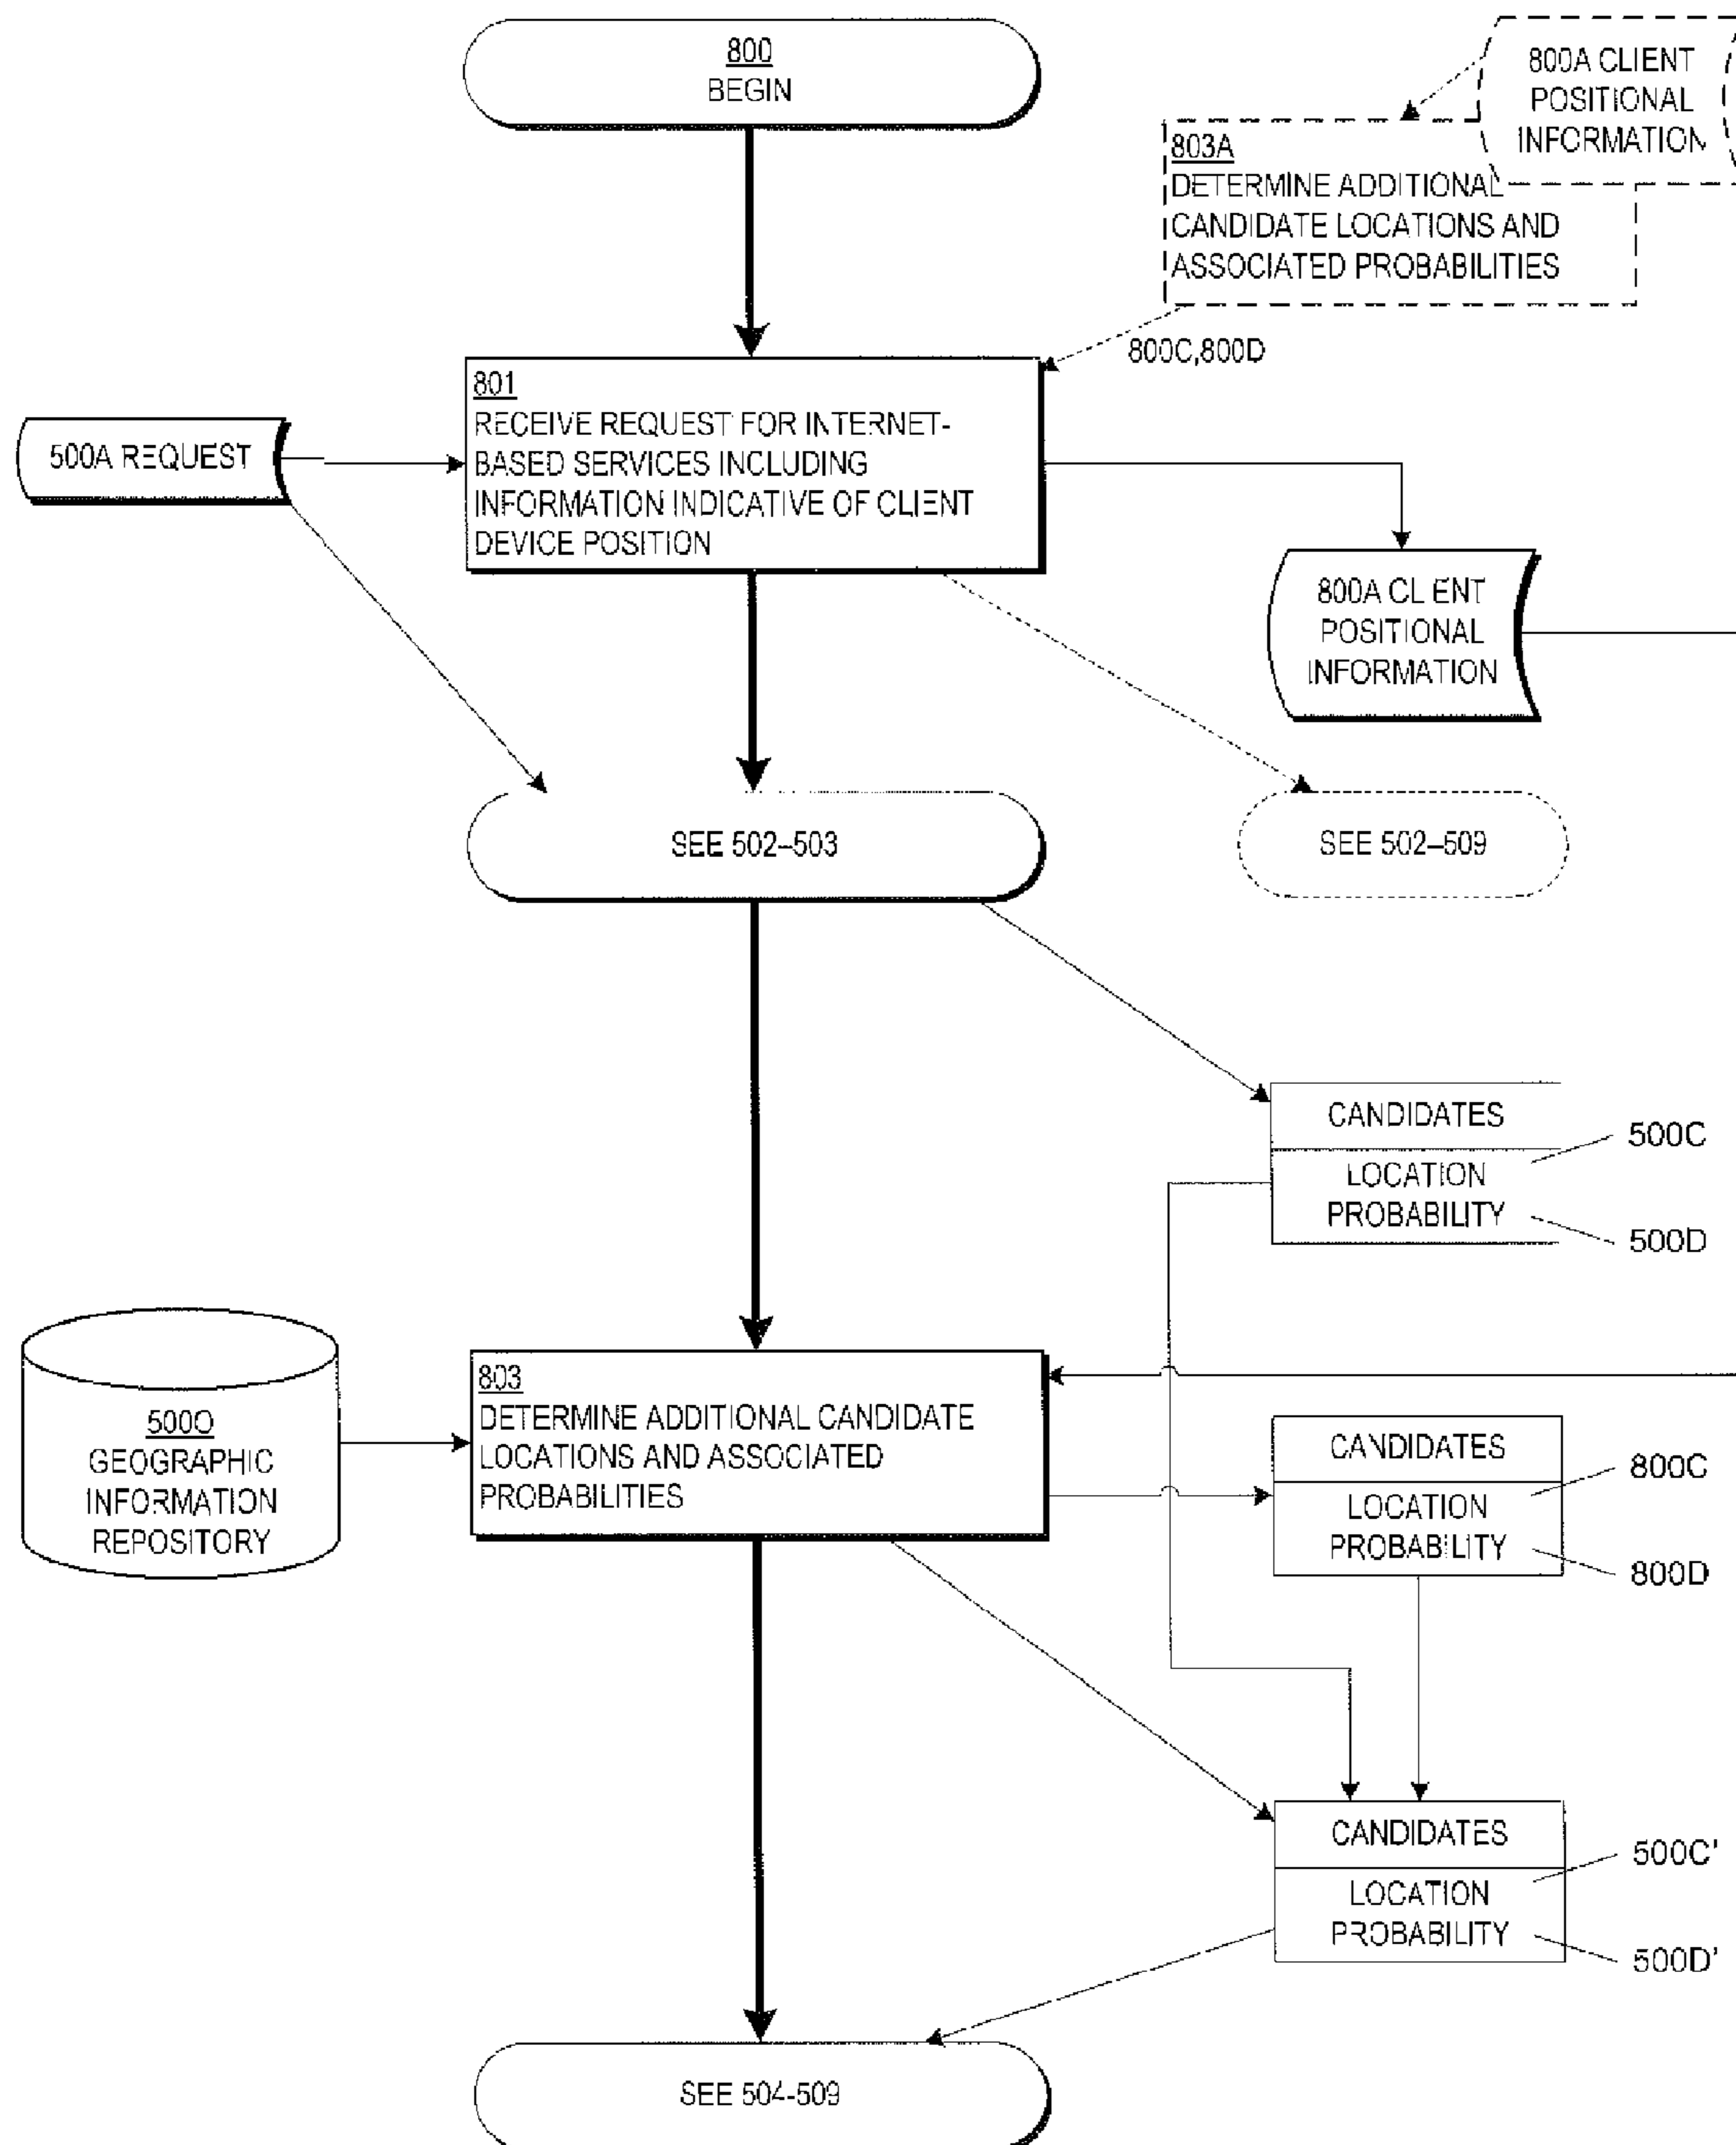 800
BEGIN
800A CLIENT
POSITIONAL
INFORMATION
803A
DETERMINE ADDITIONAL
CANDIDATE LOCATIONS AND
ASSOCIATED PROBABILITIES
800C,800D
801
RECEIVE REQUEST FOR INTERNET-
BASED SERVICES INCLUDING
INFORMATION INDICATIVE OF CLIENT
DEVICE POSITION
500A REQUEST
800A CLIENT
POSITIONAL
INFORMATION
SEE 502–503
SEE 502–509
CANDIDATES
500C
LOCATION
PROBABILITY
500D
500O
GEOGRAPHIC
INFORMATION
REPOSITORY
803
DETERMINE ADDITIONAL CANDIDATE
LOCATIONS AND ASSOCIATED
PROBABILITIES
CANDIDATES
800C
LOCATION
PROBABILITY
800D
CANDIDATES
500C'
LOCATION
PROBABILITY
500D'
SEE 504-509